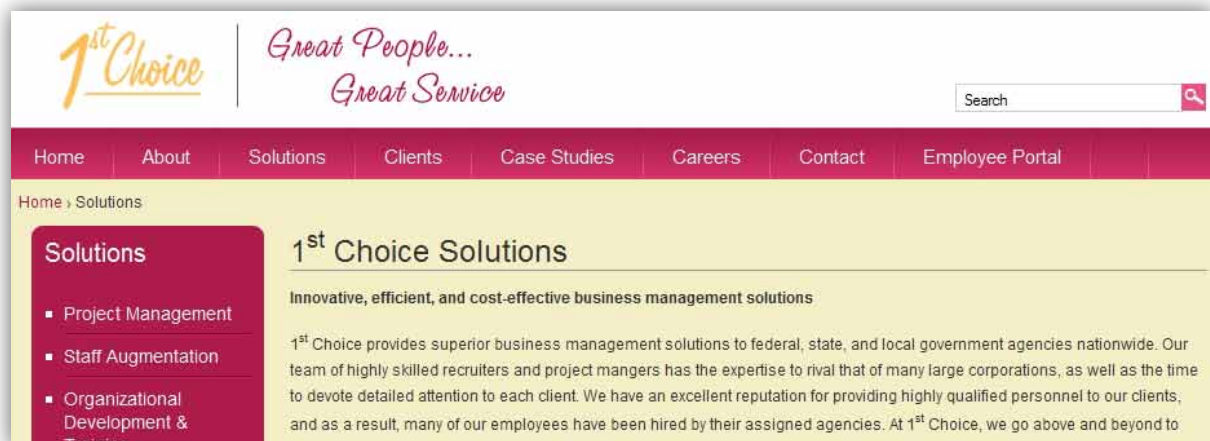 1st Choice
Great People...
Great Service
Search
Home About Solutions Clients Case Studies Careers Contact Employee Portal
Home › Solutions
Solutions
Project Management
Staff Augmentation
Organizational
Development &
1st Choice Solutions
Innovative, efficient, and cost-effective business management solutions
1st Choice provides superior business management solutions to federal, state, and local government agencies nationwide. Our
team of highly skilled recruiters and project mangers has the expertise to rival that of many large corporations, as well as the time
to devote detailed attention to each client. We have an excellent reputation for providing highly qualified personnel to our clients,
and as a result, many of our employees have been hired by their assigned agencies. At 1st Choice, we go above and beyond to